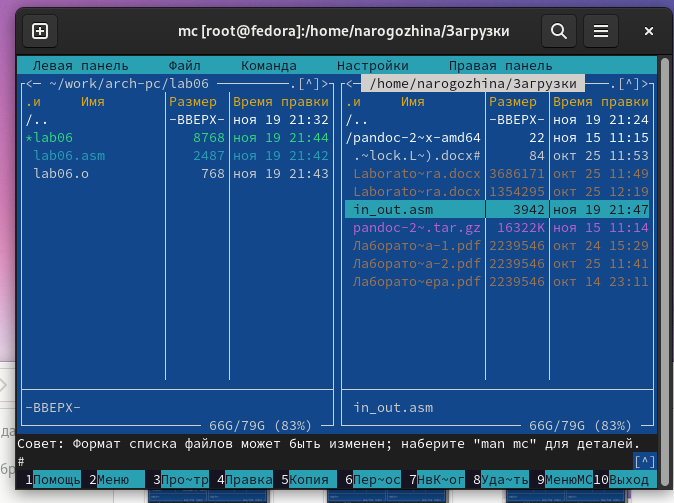 mc [root@fedora]:/home/narogozhina/Загрузки
Левая панель Файл Команда Настройки Правая панель
<— ~/work/arch-pc/lab06 .[^]> <— /home/narogozhina/Загрузки .[^]>
.и Имя Размер Время правки .и Имя Размер Время правки
/.. -ВВЕРХ- ноя 19 21:32 /.. -ВВЕРХ- ноя 19 21:24
*lab06 8768 ноя 19 21:44 /pandoc-2~x-amd64 22 ноя 15 11:15
lab06.asm 2487 ноя 19 21:42 .~lock.L~).docx# 84 окт 25 11:53
lab06.o 768 ноя 19 21:43 Laborato~ra.docx 3686171 окт 25 11:49
Laborato~ra.docx 1354295 окт 25 12:19
in_out.asm 3942 ноя 19 21:47
pandoc-2~.tar.gz 16322K ноя 15 11:14
Лаборато~а-1.pdf 2239546 окт 24 15:29
Лаборато~а-2.pdf 2239546 окт 25 11:41
Лаборато~ера.pdf 2239546 окт 14 23:11
-ВВЕРХ- in_out.asm
66G/79G (83%) 66G/79G (83%)
Совет: Формат списка файлов может быть изменен; наберите "man mc" для деталей.
# [^]
1Помощь 2Меню 3Про~тр 4Правка 5Копия 6Пер~ос 7НвК~ог 8Уда~ть 9МенюMC 10Выход